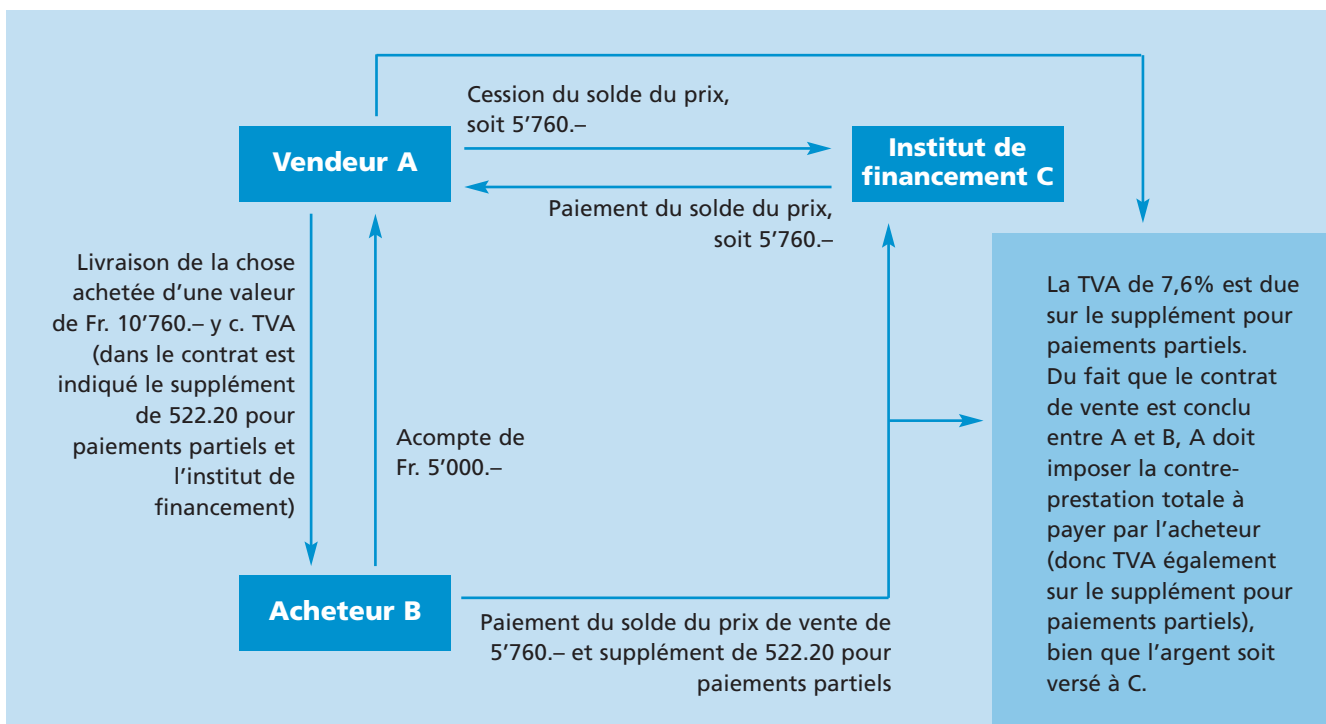 Cession du solde du prix,
soit 5’760.–
Vendeur A
Institut de
financement C
Paiement du solde du prix,
soit 5’760.–
Livraison de la chose
achetée d’une valeur
de Fr. 10’760.– y c. TVA
(dans le contrat est
indiqué le supplément
de 522.20 pour
paiements partiels et
l’institut de
financement)
Acompte de
Fr. 5’000.–
La TVA de 7,6% est due
sur le supplément pour
paiements partiels.
Du fait que le contrat
de vente est conclu
entre A et B, A doit
imposer la contre-
prestation totale à
payer par l’acheteur
(donc TVA également
sur le supplément pour
paiements partiels),
bien que l’argent soit
versé à C.
Acheteur B
Paiement du solde du prix de vente de
5’760.– et supplément de 522.20 pour
paiements partiels